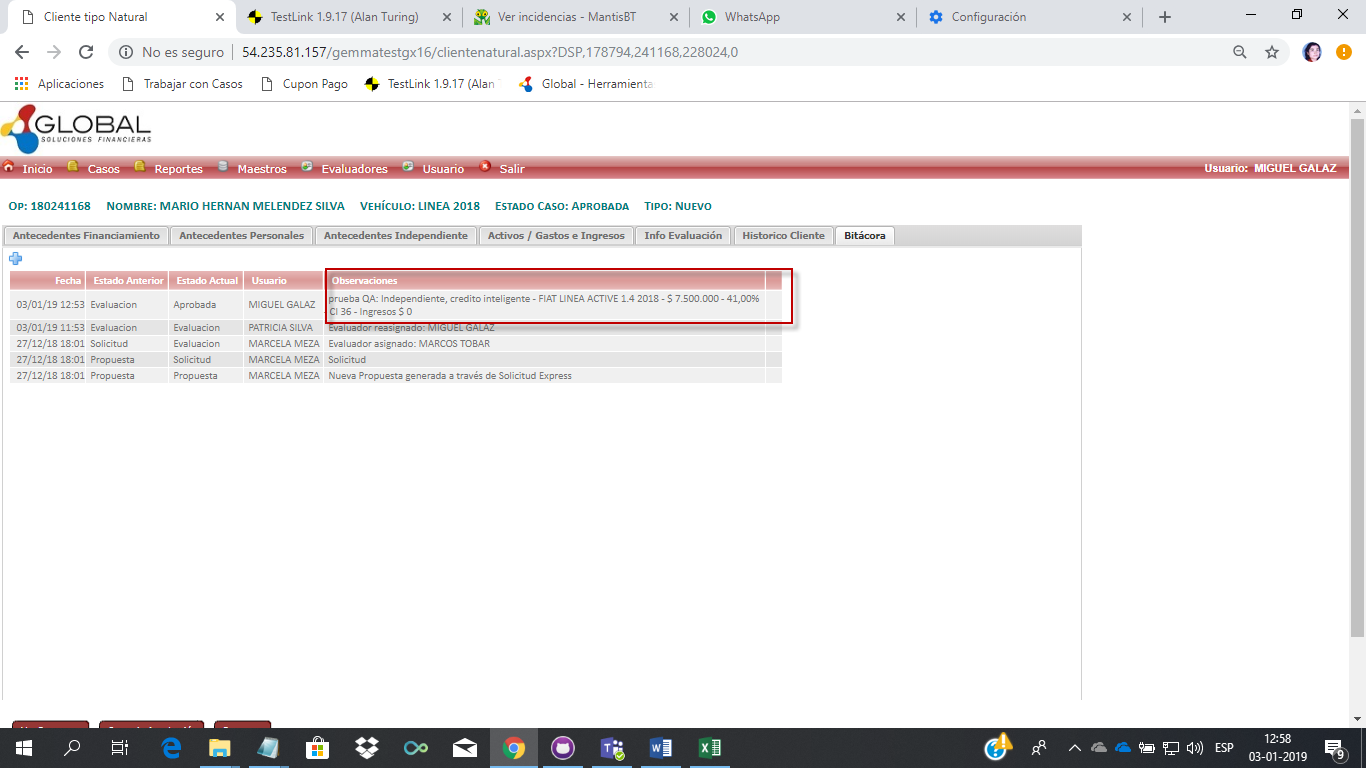 Cliente tipo Natural
TestLink 1.9.17 (Alan Turing)
Ver incidencias - MantisBT
WhatsApp
Configuración
No es seguro
54.235.81.157/gemmatestgx16/clientenatural.aspx?DSP,178794,241168,228024,0
Aplicaciones
Trabajar con Casos
Cupon Pago
TestLink 1.9.17 (Alan
Global - Herramienta
GLOBAL
SOLUCIONES FINANCIERAS
Inicio
Casos
Reportes
Maestros
Evaluadores
Usuario
Salir
Usuario: MIGUEL GALAZ
OP: 180241168 NOMBRE: MARIO HERNAN MELENDEZ SILVA VEHÍCULO: LINEA 2018 ESTADO CASO: APROBADA TIPO: NUEVO
Antecedentes Financiamiento
Antecedentes Personales
Antecedentes Independiente
Activos / Gastos e Ingresos
Info Evaluación
Historico Cliente
Bitácora
Fecha Estado Anterior Estado Actual Usuario Observaciones
03/01/19 12:53 Evaluacion Aprobada MIGUEL GALAZ prueba QA: Independiente, credito inteligente - FIAT LINEA ACTIVE 1.4 2018 - $ 7.500.000 - 41,00%
CI 36 - Ingresos $ 0
03/01/19 11:53 Evaluacion Evaluacion PATRICIA SILVA Evaluador reasignado: MIGUEL GALAZ
27/12/18 18:01 Solicitud Evaluacion MARCELA MEZA Evaluador asignado: MARCOS TOBAR
27/12/18 18:01 Propuesta Solicitud MARCELA MEZA Solicitud
27/12/18 18:01 Propuesta Propuesta MARCELA MEZA Nueva Propuesta generada a través de Solicitud Express
ESP
12:58
03-01-2019
9